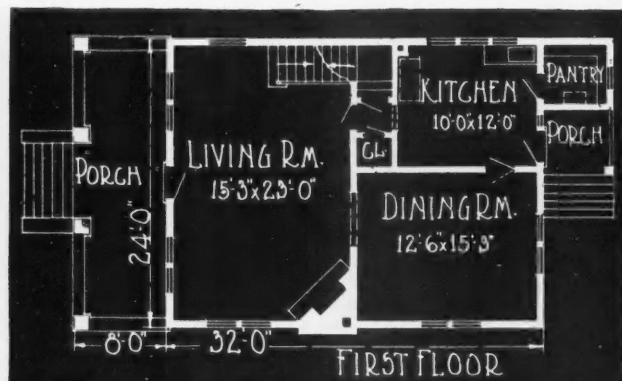 PANTRY
KITCHEN
10'-0"x12'-0"
LIVING RM.
15'-3"x23'-0"
CL.
PORCH
PORCH
DINING RM.
12'-6"x15'-9"
24'-0"
8'-0"
32'-0"
FIRST FLOOR